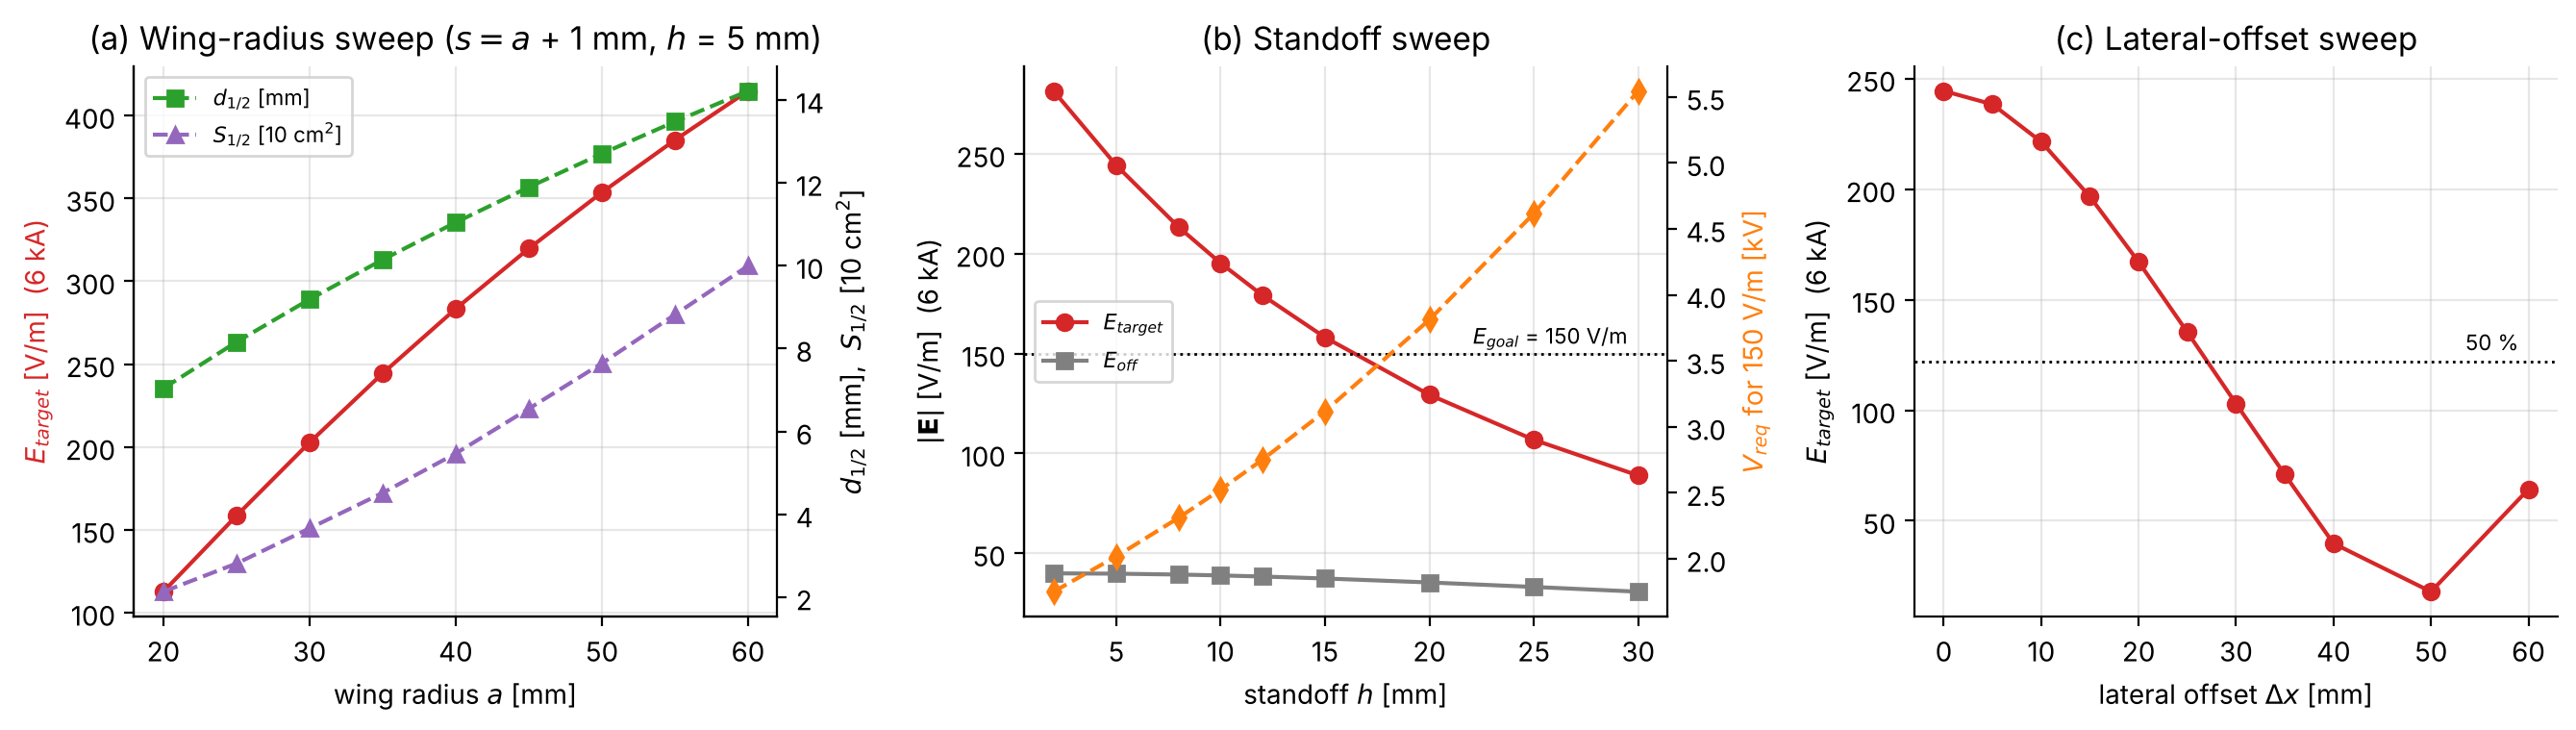 (a) Wing-radius sweep (s = a + 1 mm, h = 5 mm)
d1/2 [mm]
S1/2 [10 cm²]
400
350
300
250
200
150
100
Etarget [V/m] (6 kA)
14
12
10
8
6
4
2
d1/2 [mm], S1/2 [10 cm²]
20 30 40 50 60
wing radius a [mm]
(b) Standoff sweep
250
200
150
100
50
|E| [V/m] (6 kA)
Etarget
Eoff
Egoal = 150 V/m
5.5
5.0
4.5
4.0
3.5
3.0
2.5
2.0
Vreq for 150 V/m [kV]
5 10 15 20 25 30
standoff h [mm]
(c) Lateral-offset sweep
250
200
150
100
50
Etarget [V/m] (6 kA)
50 %
0 10 20 30 40 50 60
lateral offset Δx [mm]